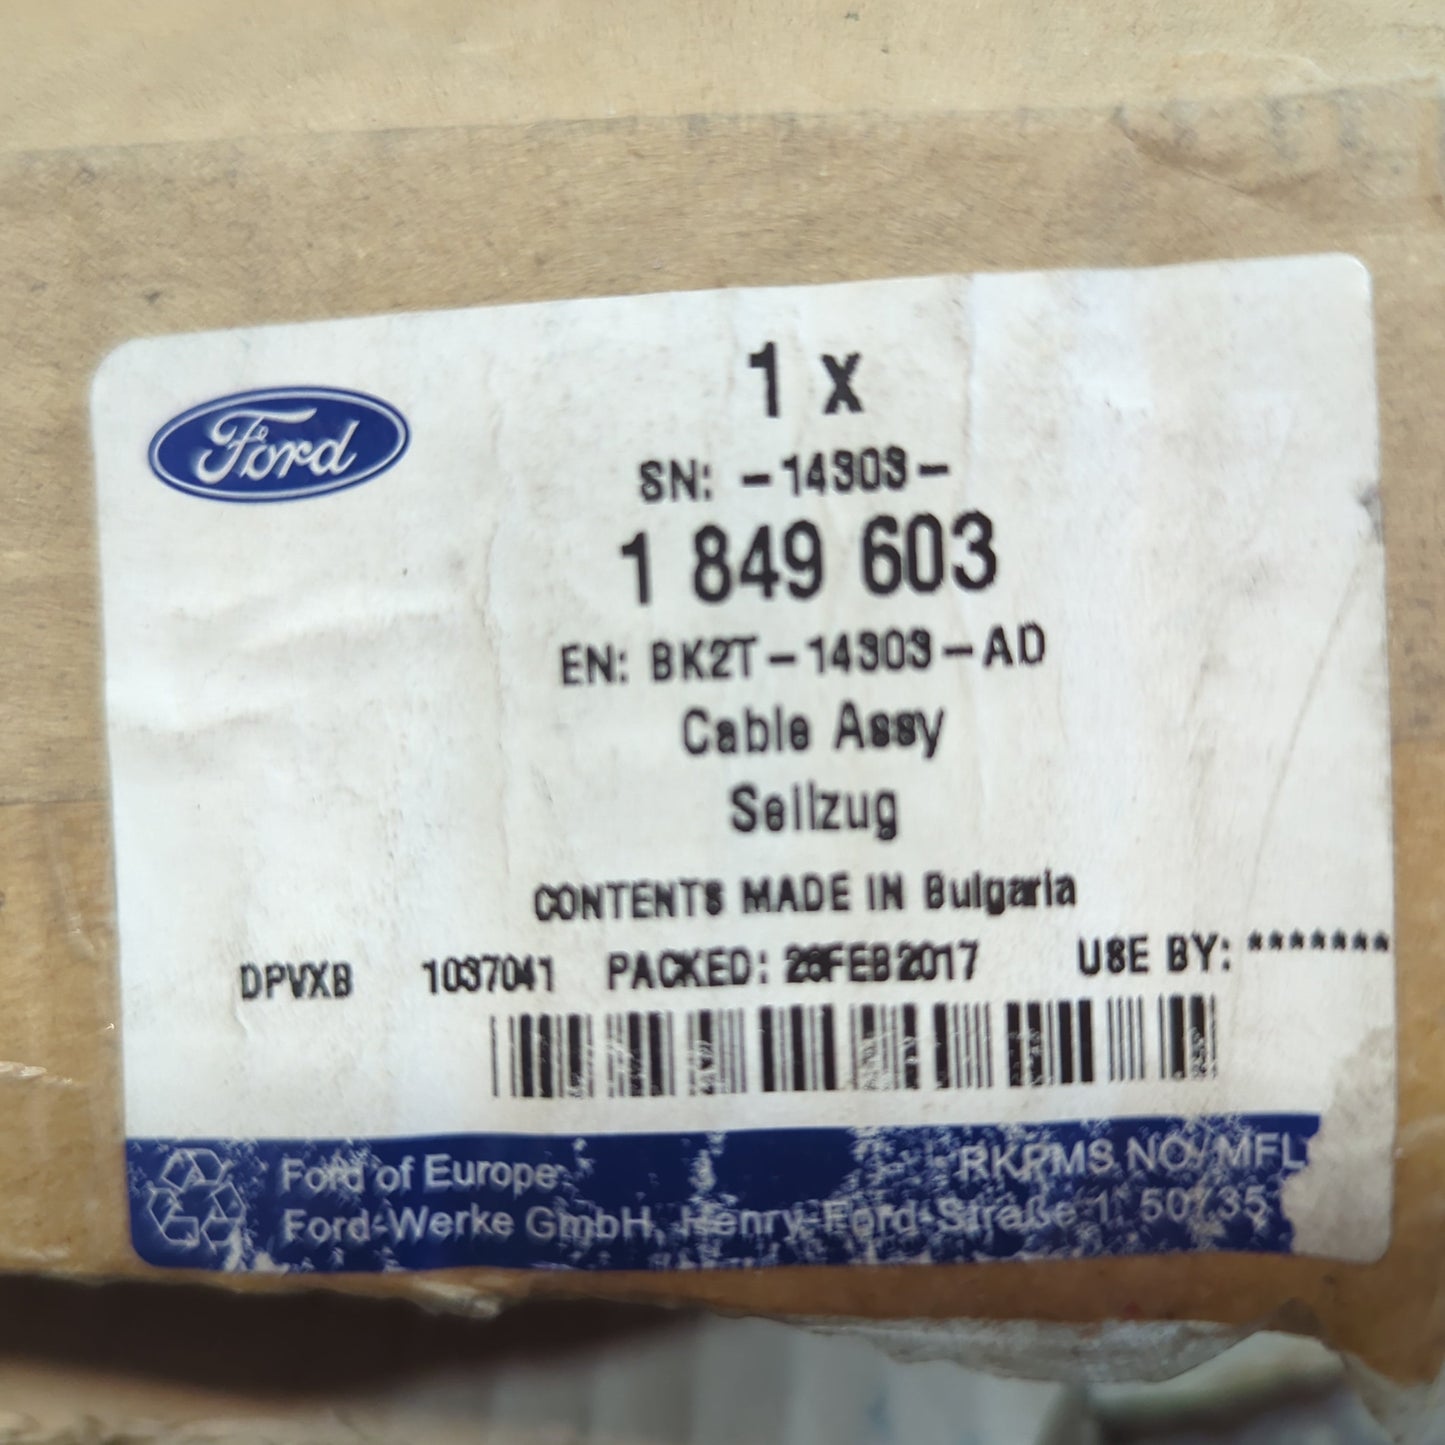 Ford
1 x
SN: -14303-
1 849 603
EN: BK2T-14303-AD
Cable Assy
Seilzug
CONTENTS MADE IN Bulgaria
DPVXB 1037041 PACKED: FEB2017 USE BY: *******
Ford of Europe RKPMS NO/MFL
Ford-Werke GmbH, Henry-Ford-Straße 1, 50735